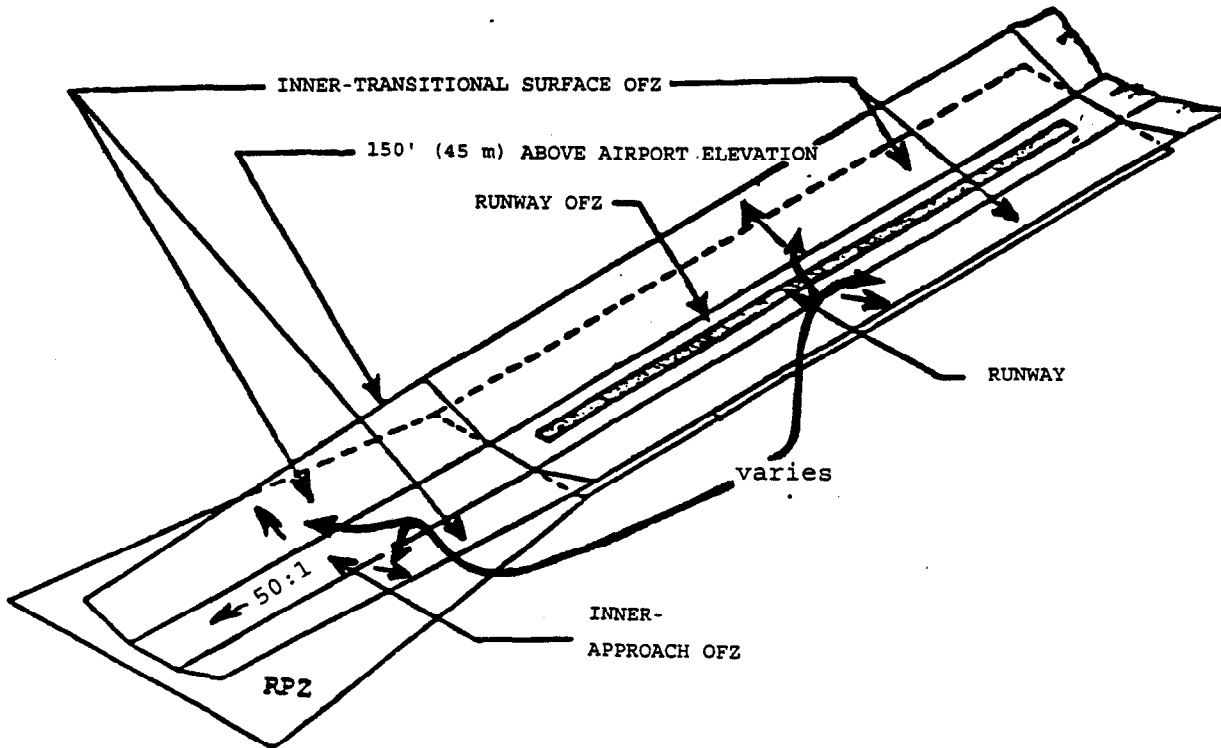 INNER-TRANSITIONAL SURFACE OFZ
150' (45 m) ABOVE AIRPORT ELEVATION
RUNWAY OFZ
RUNWAY
varies
50:1
INNER-
APPROACH OFZ
RPZ